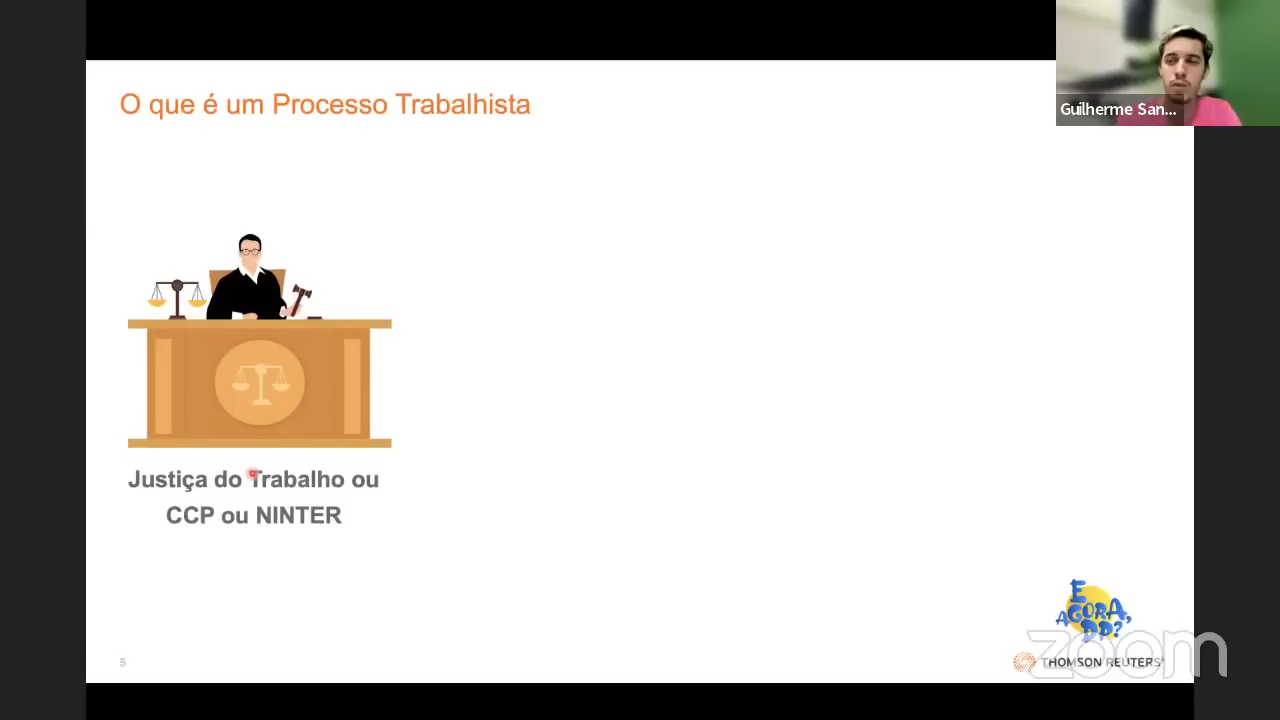 O que é um Processo Trabalhista
Guilherme San...
Justiça do Trabalho ou
CCP ou NINTER
E
AGORA,
DP?
zoom
5
THOMSON REUTERS®